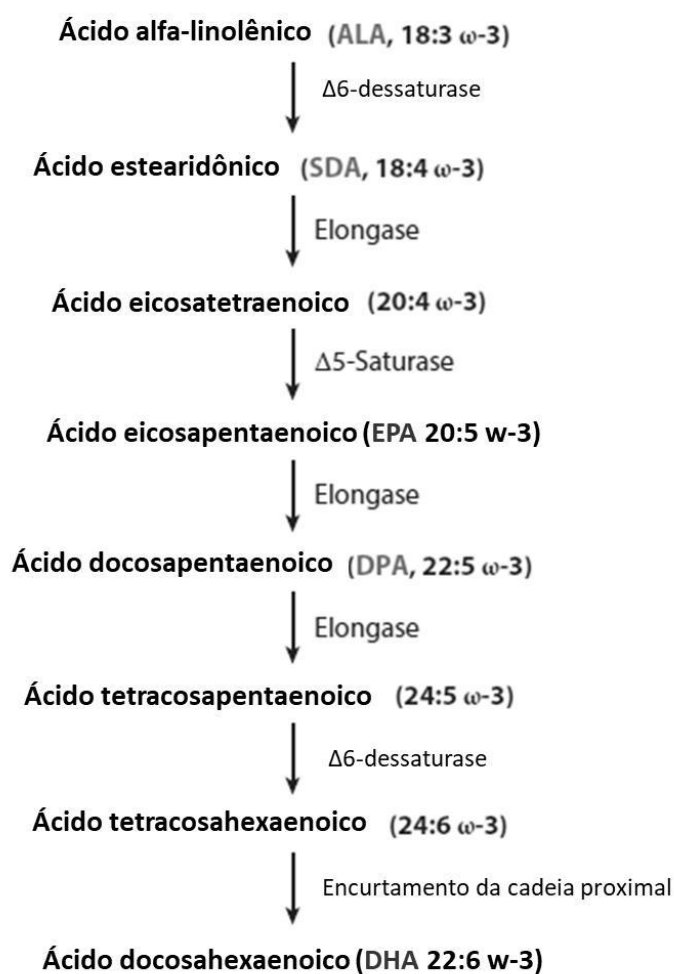 Ácido alfa-linolênico (ALA, 18:3 ω-3)
Δ6-dessaturase
Ácido estearidônico (SDA, 18:4 ω-3)
Elongase
Ácido eicosatetraenoico (20:4 ω-3)
Δ5-Saturase
Ácido eicosapentaenoico (EPA 20:5 w-3)
Elongase
Ácido docosapentaenoico (DPA, 22:5 ω-3)
Elongase
Ácido tetracosapentaenoico (24:5 ω-3)
Δ6-dessaturase
Ácido tetracosahexaenoico (24:6 ω-3)
Encurtamento da cadeia proximal
Ácido docosahexaenoico (DHA 22:6 w-3)